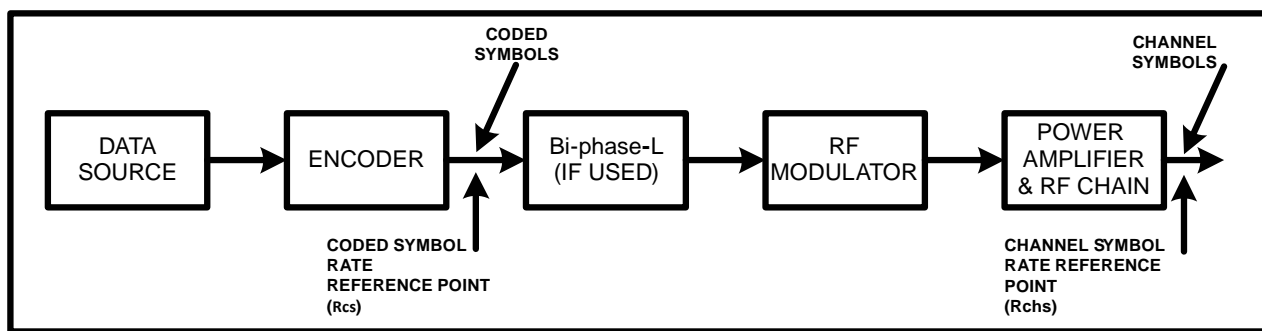 CODED
SYMBOLS
CHANNEL
SYMBOLS
DATA
SOURCE
ENCODER
Bi-phase-L
(IF USED)
RF
MODULATOR
POWER
AMPLIFIER
& RF CHAIN
CODED SYMBOL
RATE
REFERENCE POINT
(Rcs)
CHANNEL SYMBOL
RATE REFERENCE
POINT
(Rchs)